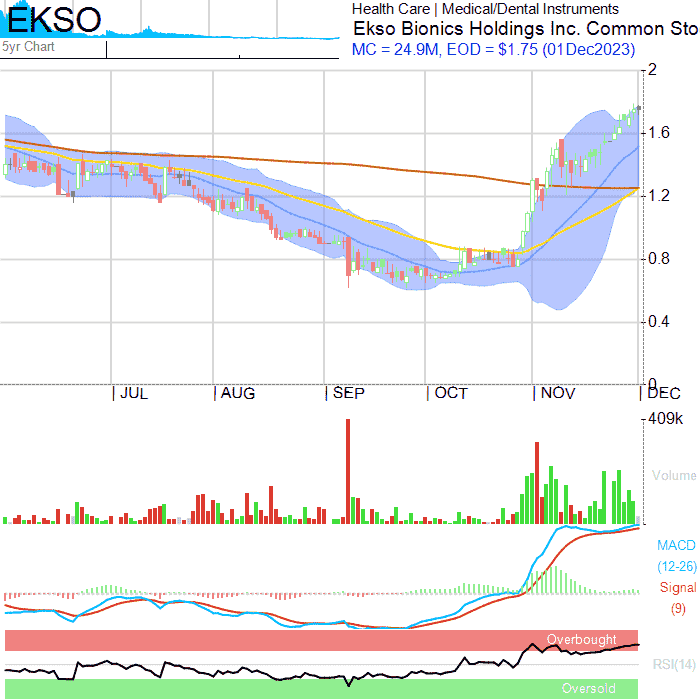 EKSO
5yr Chart
Health Care | Medical/Dental Instruments
Ekso Bionics Holdings Inc. Common Sto
MC = 24.9M, EOD = $1.75 (01Dec2023)
2
1.6
1.2
0.8
0.4
0
JUL
AUG
SEP
OCT
NOV
DEC
409k
Volume
MACD
(12-26)
Signal
(9)
Overbought
RSI(14)
Oversold